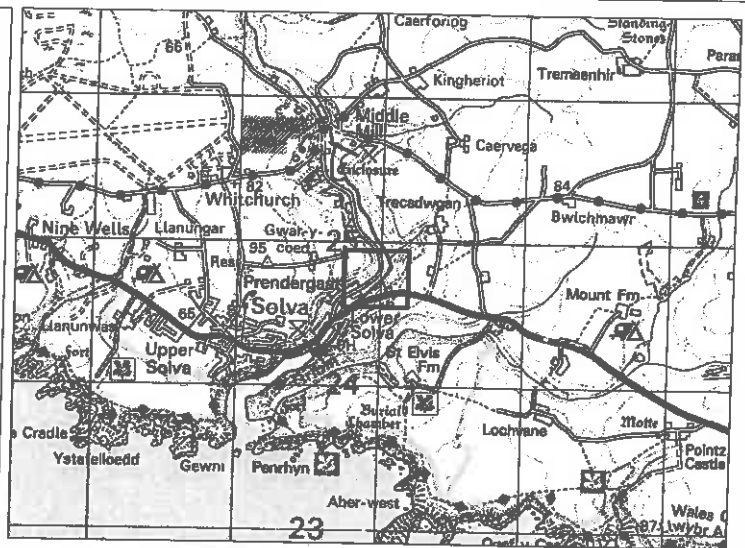 Caerforiog
Standing
Stones
66
Kingheriot
Tremaenhir
Middle
Mill
Caervega
Enclosure
82
Whitchurch
Trecadwgan
84
Bwlchmawr
Nine Wells
Llanungar
Gwar-y-
coed
95
Res
Prendergast
Mount Fm
65
Solva
Llanunwas
Upper
Solva
Lower
Solva
St Elvis
Fm
fort
24
Burial
Chamber
Lochvane
Motte
Cradle
Pointz
Castle
Ystafelloedd
Gewni
Penrhyn
Aber-west
Wales
23